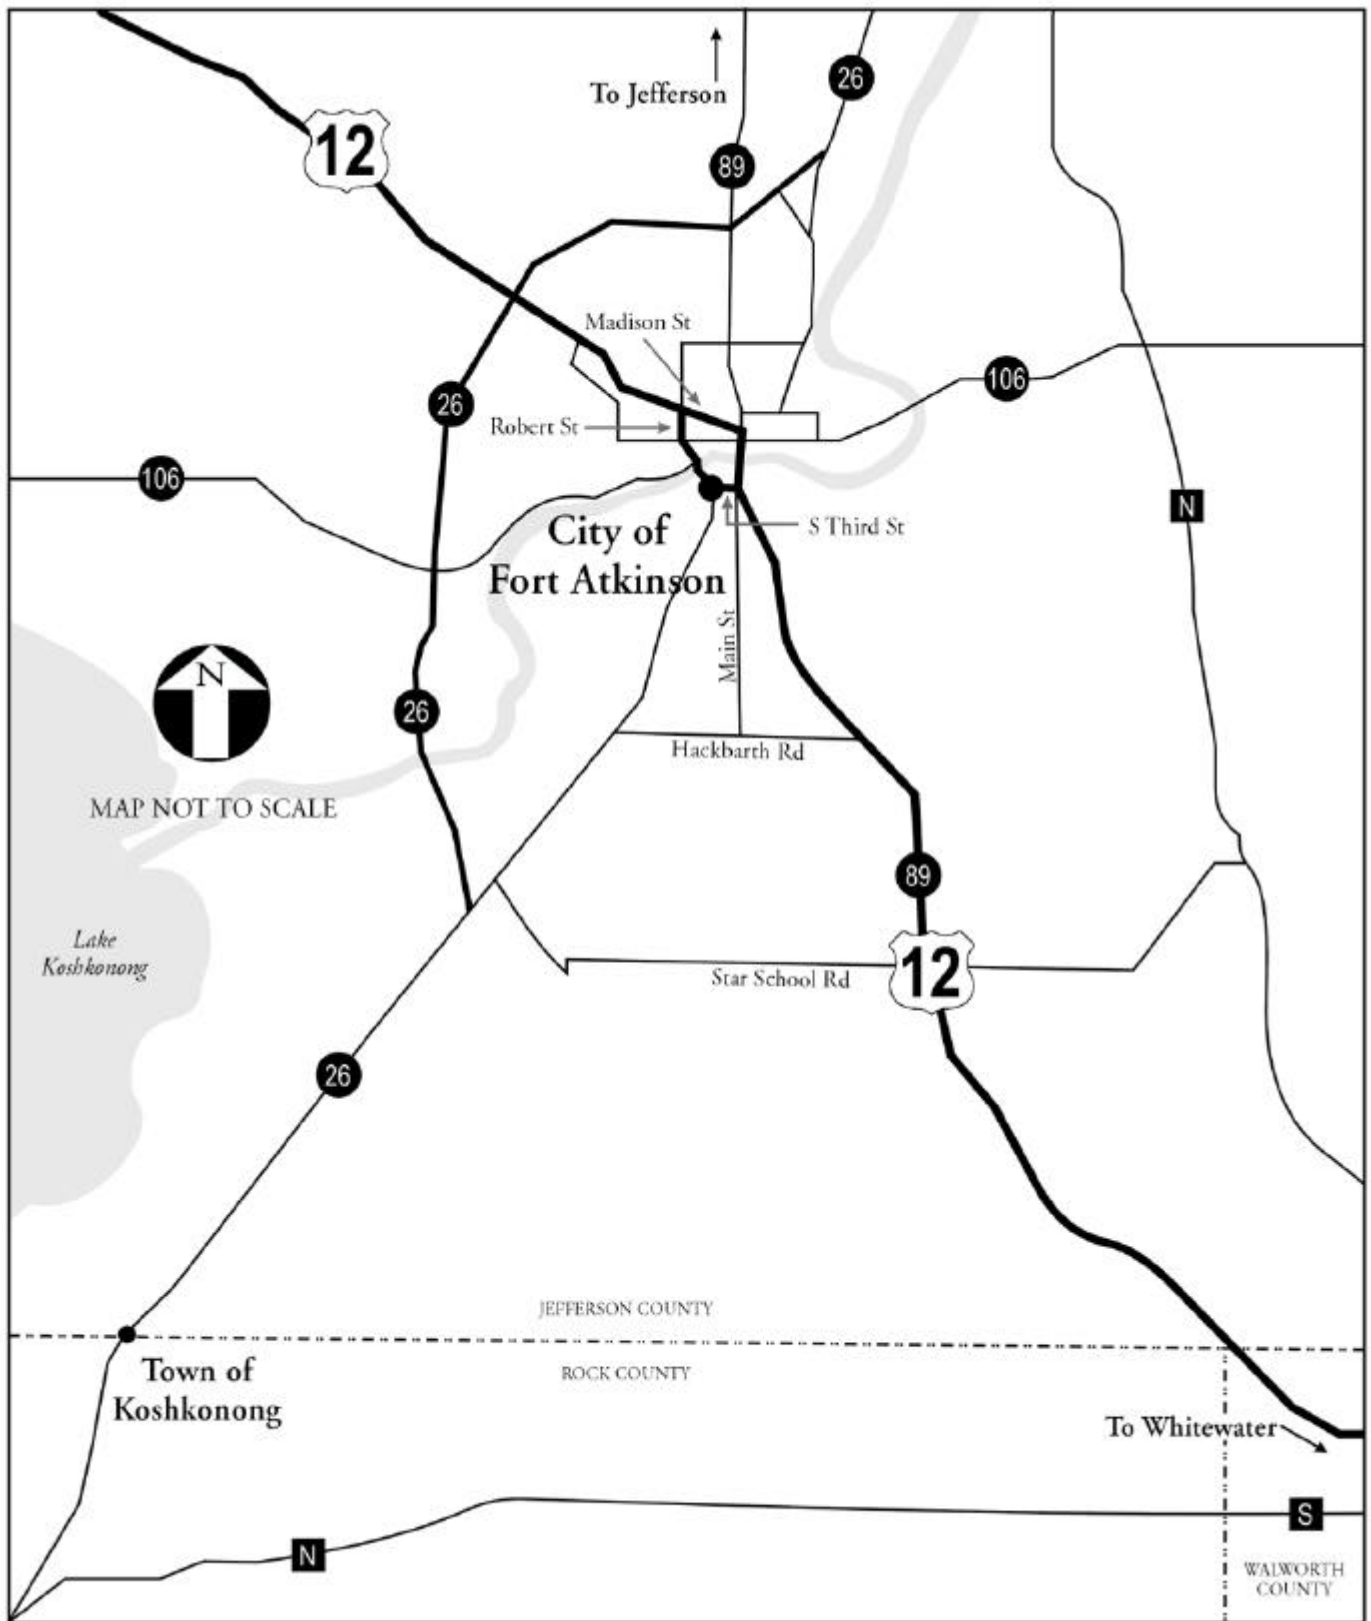 26
To Jefferson
12
89
Madison St
106
26
Robert St
106
N
S Third St
City of
Fort Atkinson
Main St
N
26
Hackbarth Rd
MAP NOT TO SCALE
89
Lake
Koshkonong
12
Star School Rd
26
JEFFERSON COUNTY
ROCK COUNTY
Town of
Koshkonong
To Whitewater
S
N
WALWORTH
COUNTY